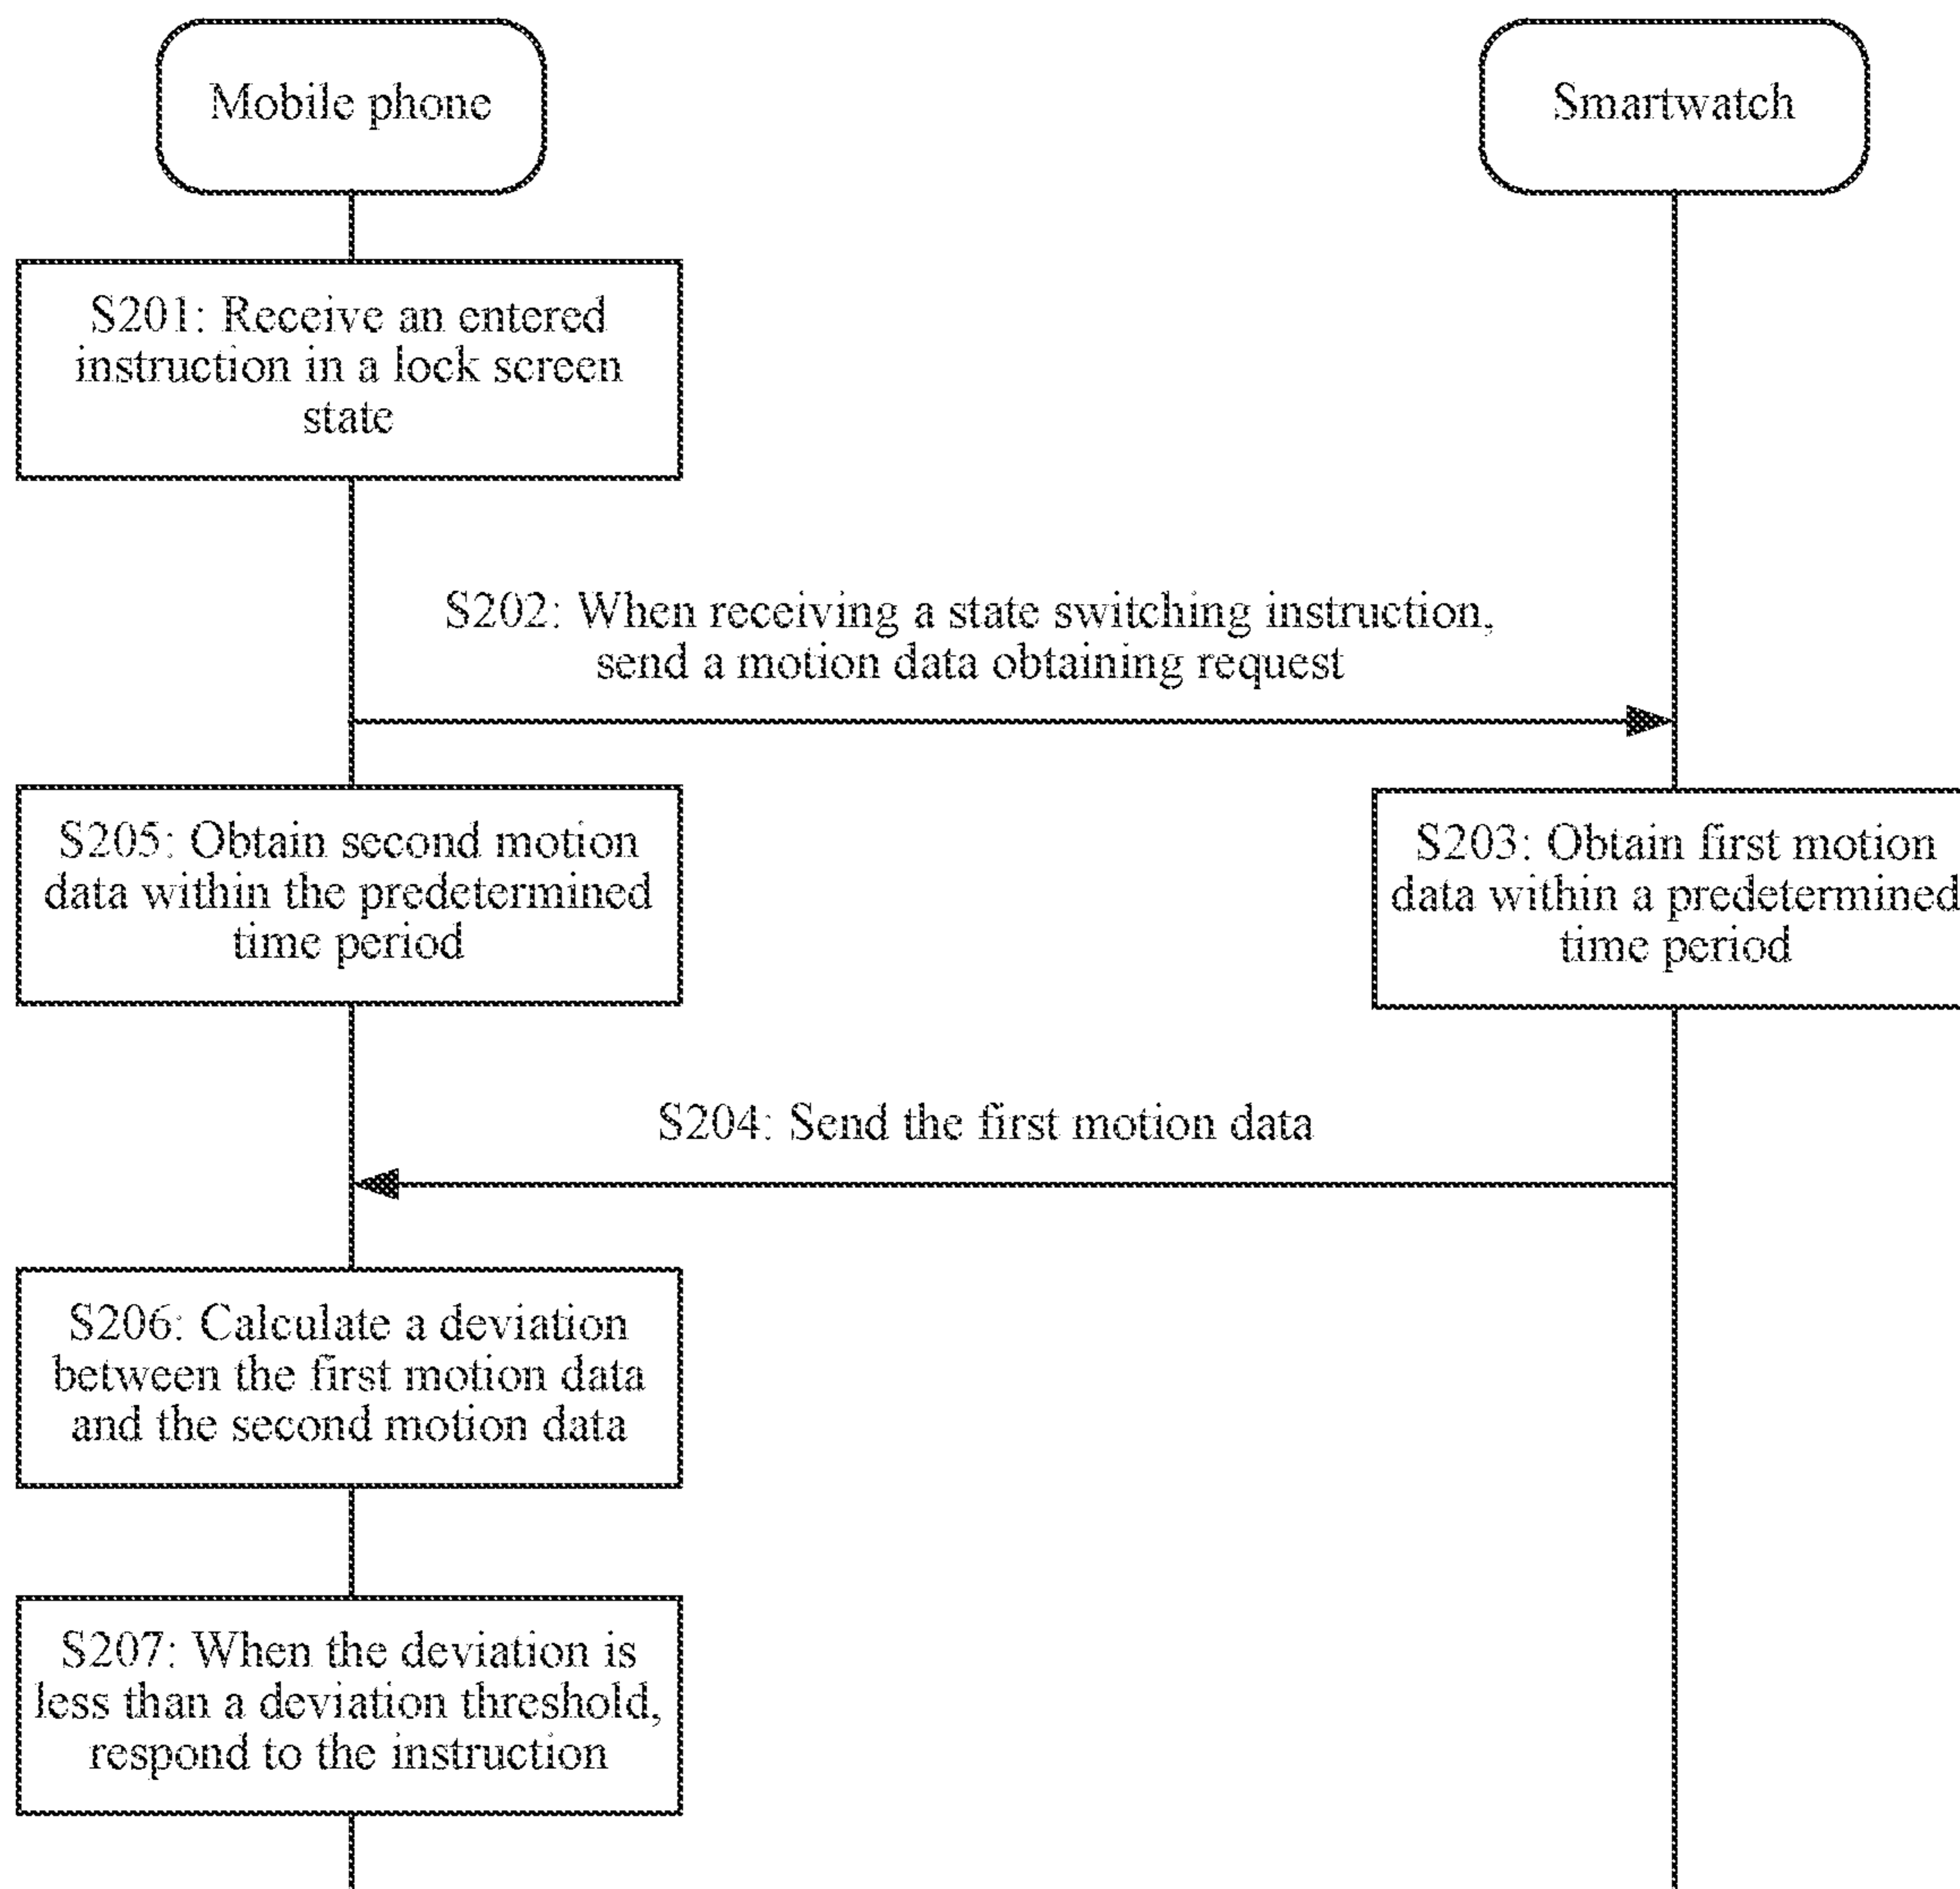 Mobile phone
Smartwatch
S201: Receive an entered
instruction in a lock screen
state
S202: When receiving a state switching instruction,
send a motion data obtaining request
S205: Obtain second motion
data within the predetermined
time period
S203: Obtain first motion
data within a predetermined
time period
S204: Send the first motion data
S206: Calculate a deviation
between the first motion data
and the second motion data
S207: When the deviation is
less than a deviation threshold,
respond to the instruction